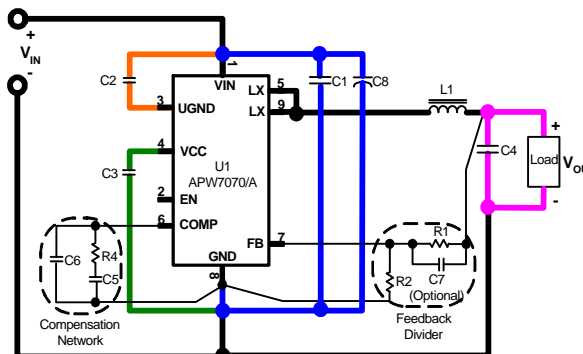 +
VIN
-
C2
1
VIN
3
UGND
LX
5
LX
9
C1
C8
L1
4
VCC
C3
U1
APW7070/A
2
EN
6
COMP
FB
7
GND
8
C4
+
Load
VOU
-
C6
R4
C5
R1
C7
(Optional)
R2
Compensation
Network
Feedback
Divider